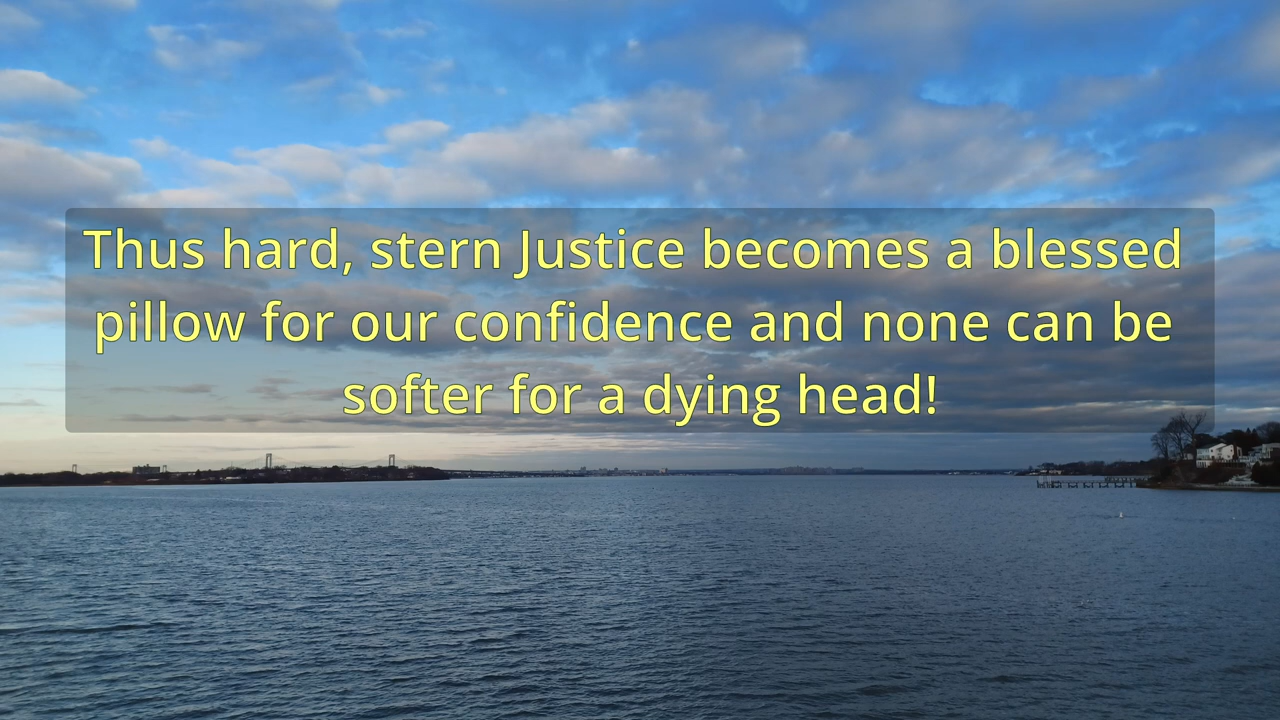 Thus hard, stern Justice becomes a blessed
pillow for our confidence and none can be
softer for a dying head!